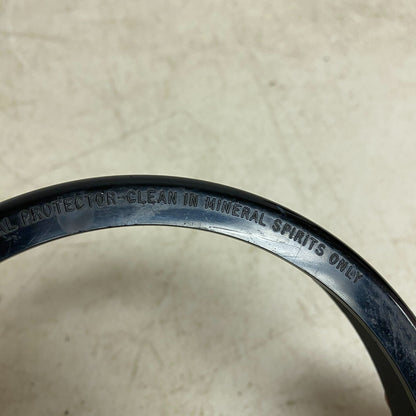 PROTECTOR-CLEAN IN MINERAL SPIRITS ONLY